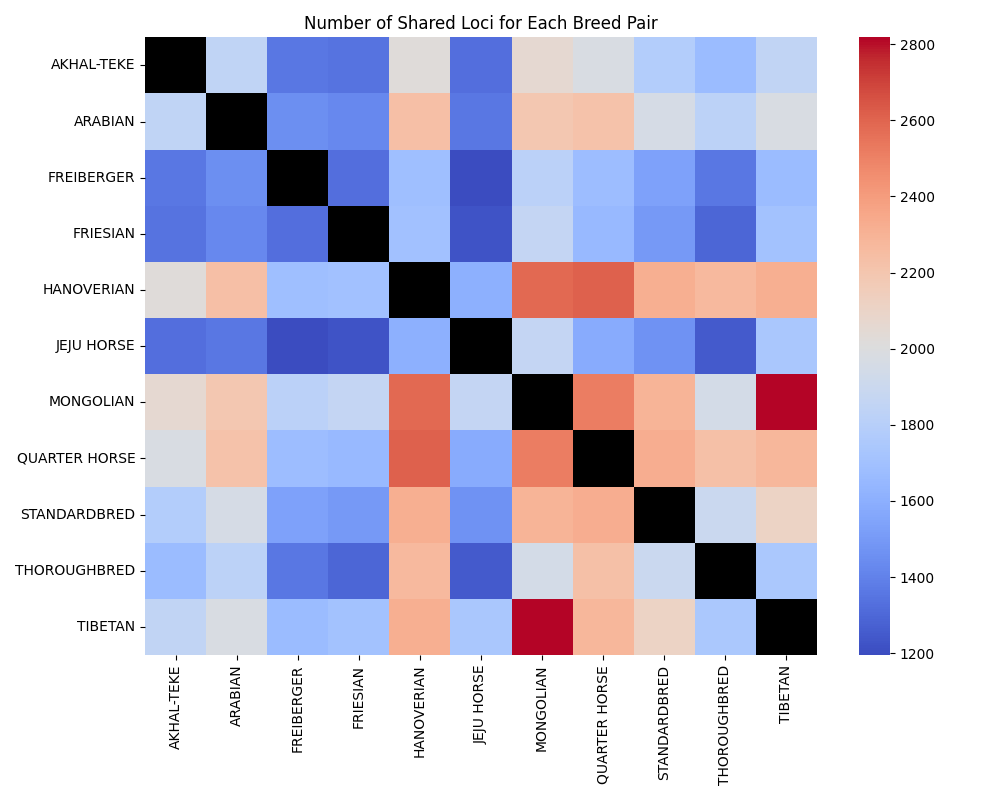 Number of Shared Loci for Each Breed Pair
AKHAL-TEKE
ARABIAN
FREIBERGER
FRIESIAN
HANOVERIAN
JEJU HORSE
MONGOLIAN
QUARTER HORSE
STANDARDBRED
THOROUGHBRED
TIBETAN
AKHAL-TEKE
ARABIAN
FREIBERGER
FRIESIAN
HANOVERIAN
JEJU HORSE
MONGOLIAN
QUARTER HORSE
STANDARDBRED
THOROUGHBRED
TIBETAN
2800
2600
2400
2200
2000
1800
1600
1400
1200